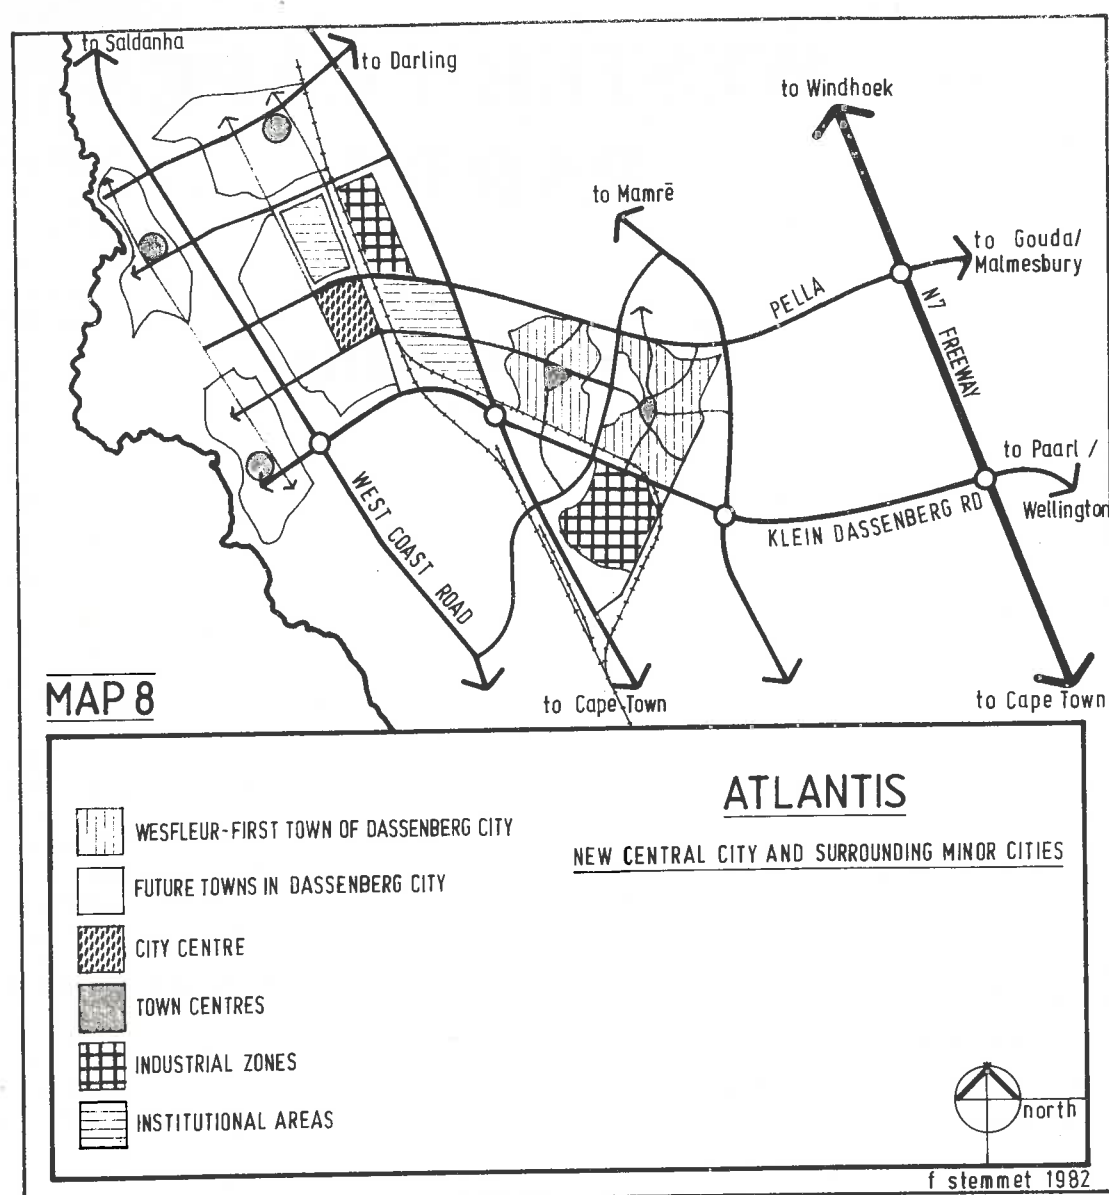 to Saldanha
to Darling
to Windhoek
to Mamrē
to Gouda/
Malmesbury
PELLA
N7 FREEWAY
to Paarl /
Wellington
WEST COAST ROAD
KLEIN DASSENBERG RD
to Cape Town
to Cape Town
MAP 8
ATLANTIS
NEW CENTRAL CITY AND SURROUNDING MINOR CITIES
WESFLEUR-FIRST TOWN OF DASSENBERG CITY
FUTURE TOWNS IN DASSENBERG CITY
CITY CENTRE
TOWN CENTRES
INDUSTRIAL ZONES
INSTITUTIONAL AREAS
north
f stemmet 1982